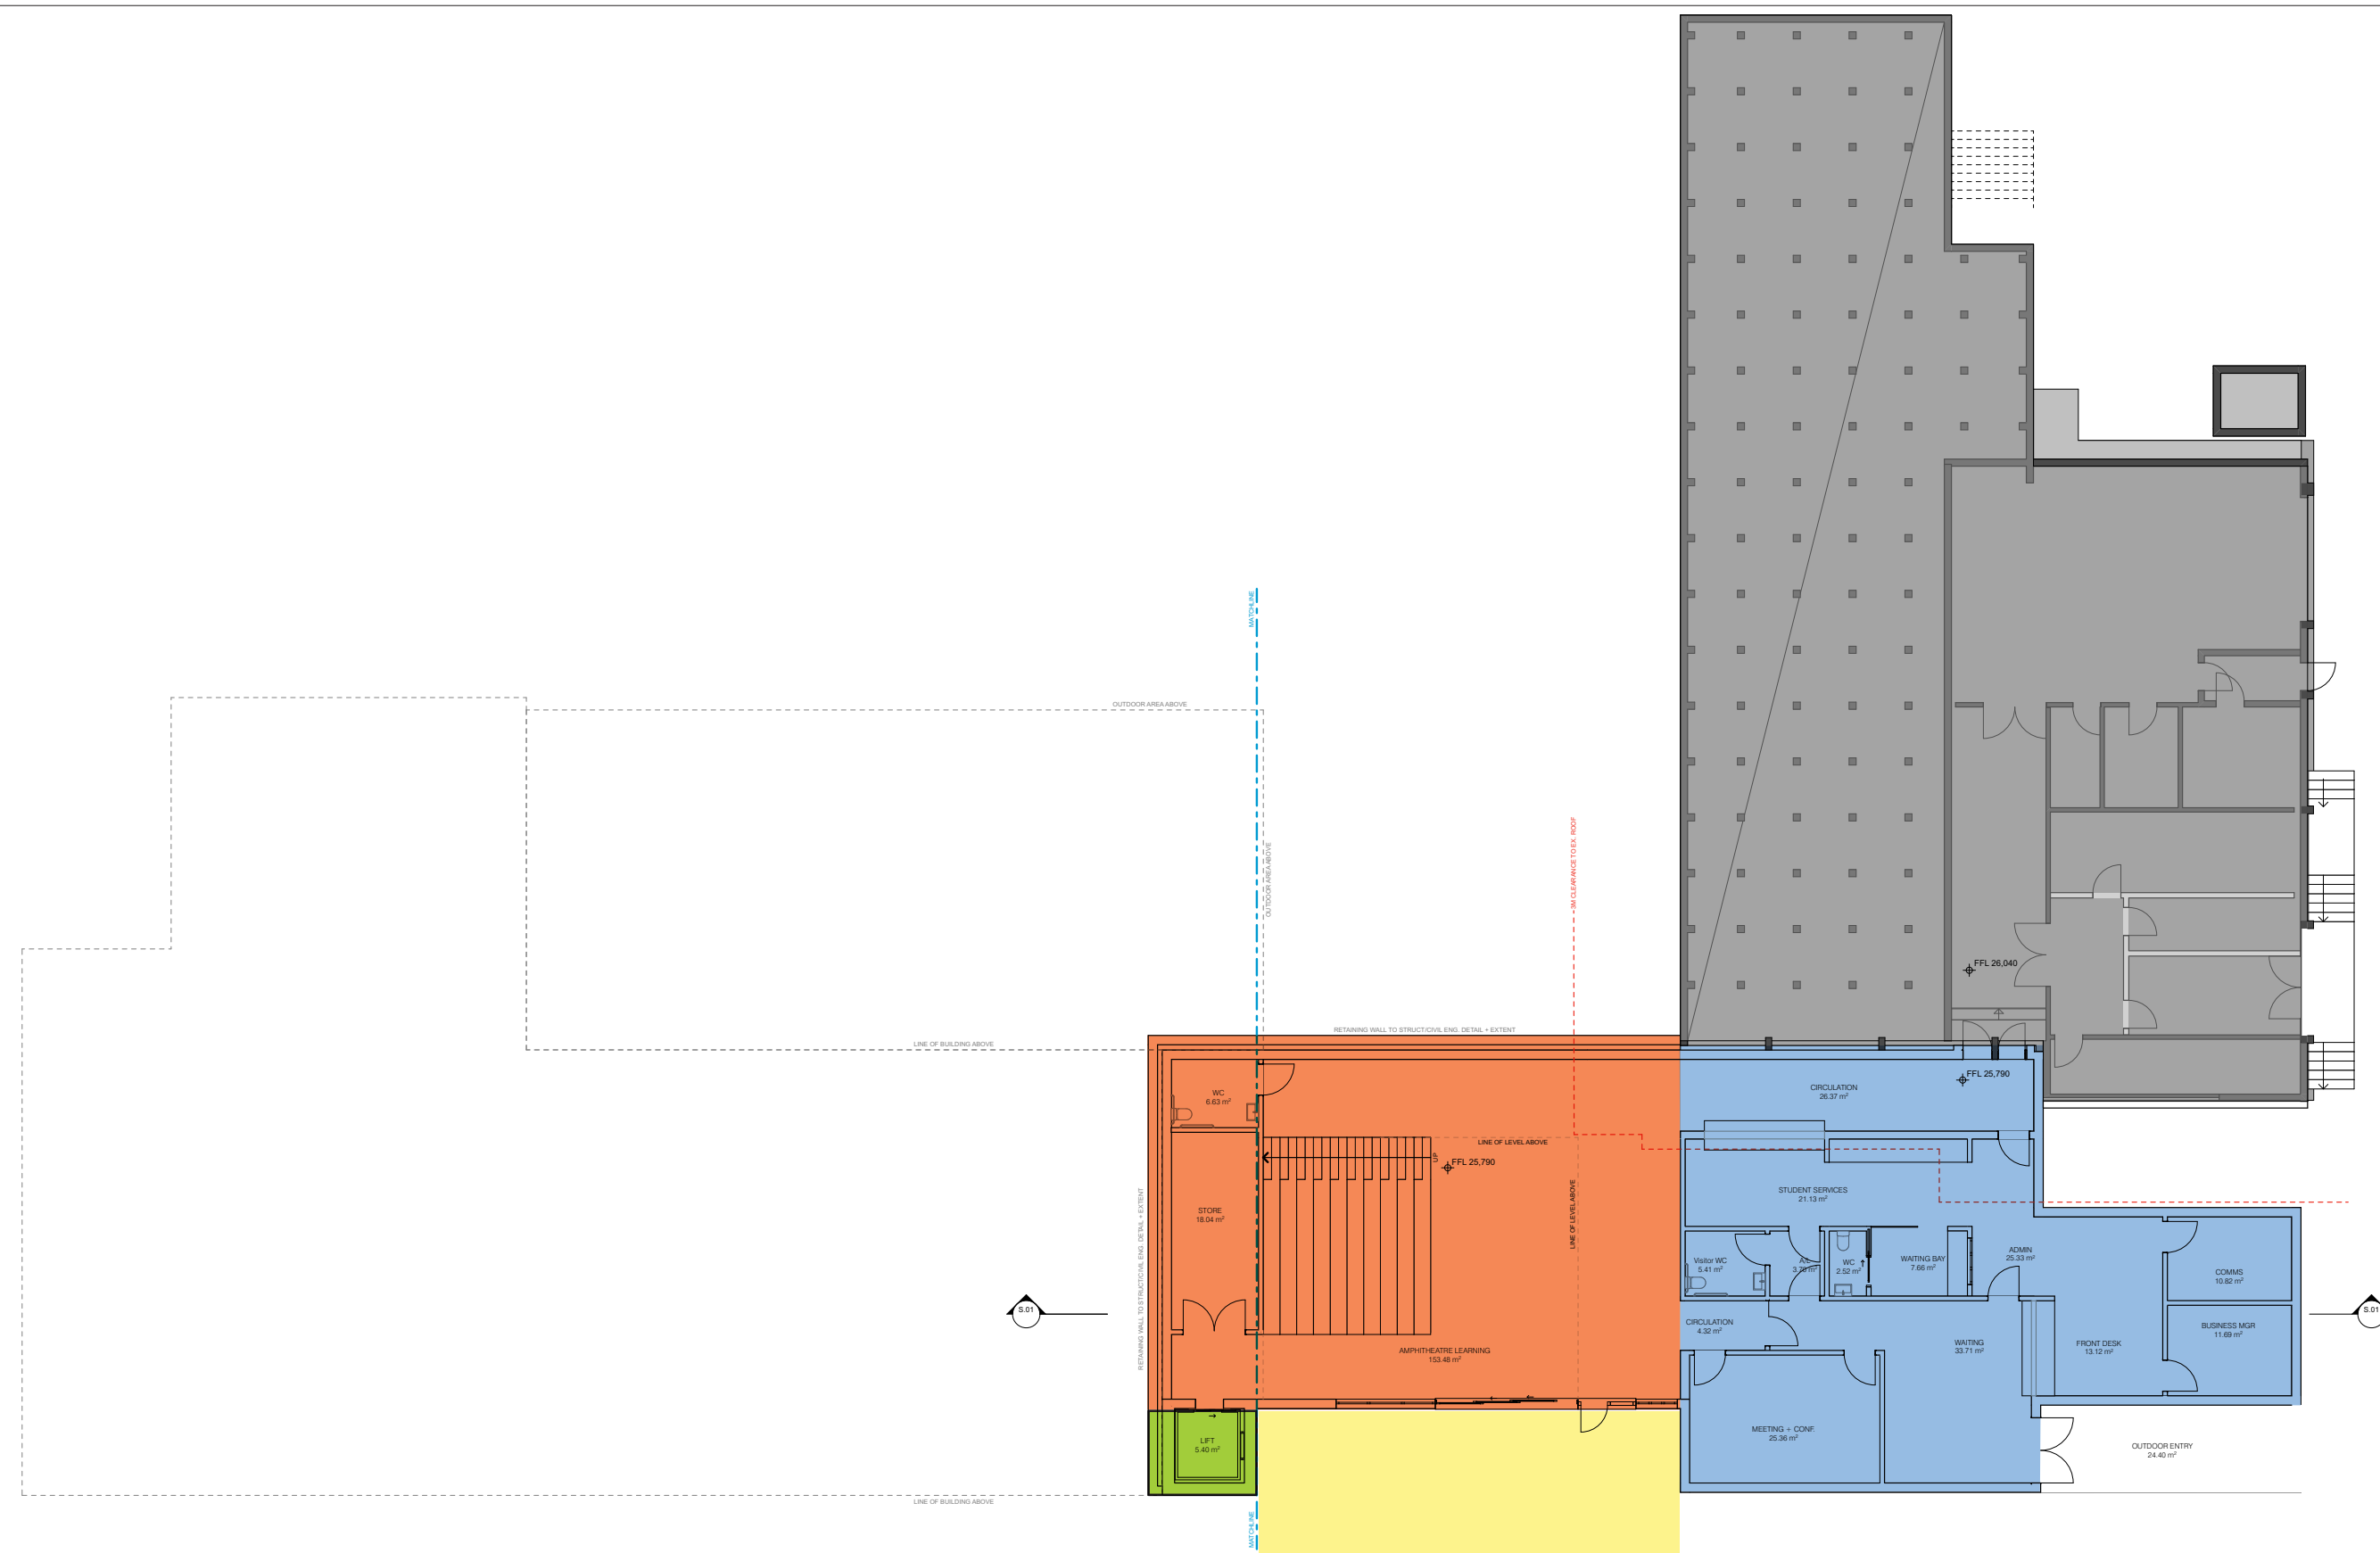 MATCHLINE
OUTDOOR AREA ABOVE
OUTDOOR AREA ABOVE
3M CLEARANCE TO EX. ROOF
FFL 26,040
RETAINING WALL TO STRUCT/CIVIL ENG. DETAIL + EXTENT
LINE OF BUILDING ABOVE
FFL 25,790
CIRCULATION
26.37 m²
WC
6.63 m²
LINE OF LEVEL ABOVE
UP
FFL 25,790
STUDENT SERVICES
21.13 m²
STORE
18.04 m²
LINE OF LEVEL ABOVE
RETAINING WALL TO STRUCT/CIVIL ENG. DETAIL + EXTENT
Visitor WC
5.41 m²
WC
2.52 m²
WAITING BAY
7.66 m²
ADMIN
25.33 m²
COMMS
10.82 m²
S.01
S.01
CIRCULATION
4.32 m²
BUSINESS MGR
11.69 m²
WAITING
33.71 m²
FRONT DESK
13.12 m²
AMPHITHEATRE LEARNING
153.48 m²
MEETING + CONF.
25.36 m²
LIFT
5.40 m²
OUTDOOR ENTRY
24.40 m²
LINE OF BUILDING ABOVE
MATCHLINE